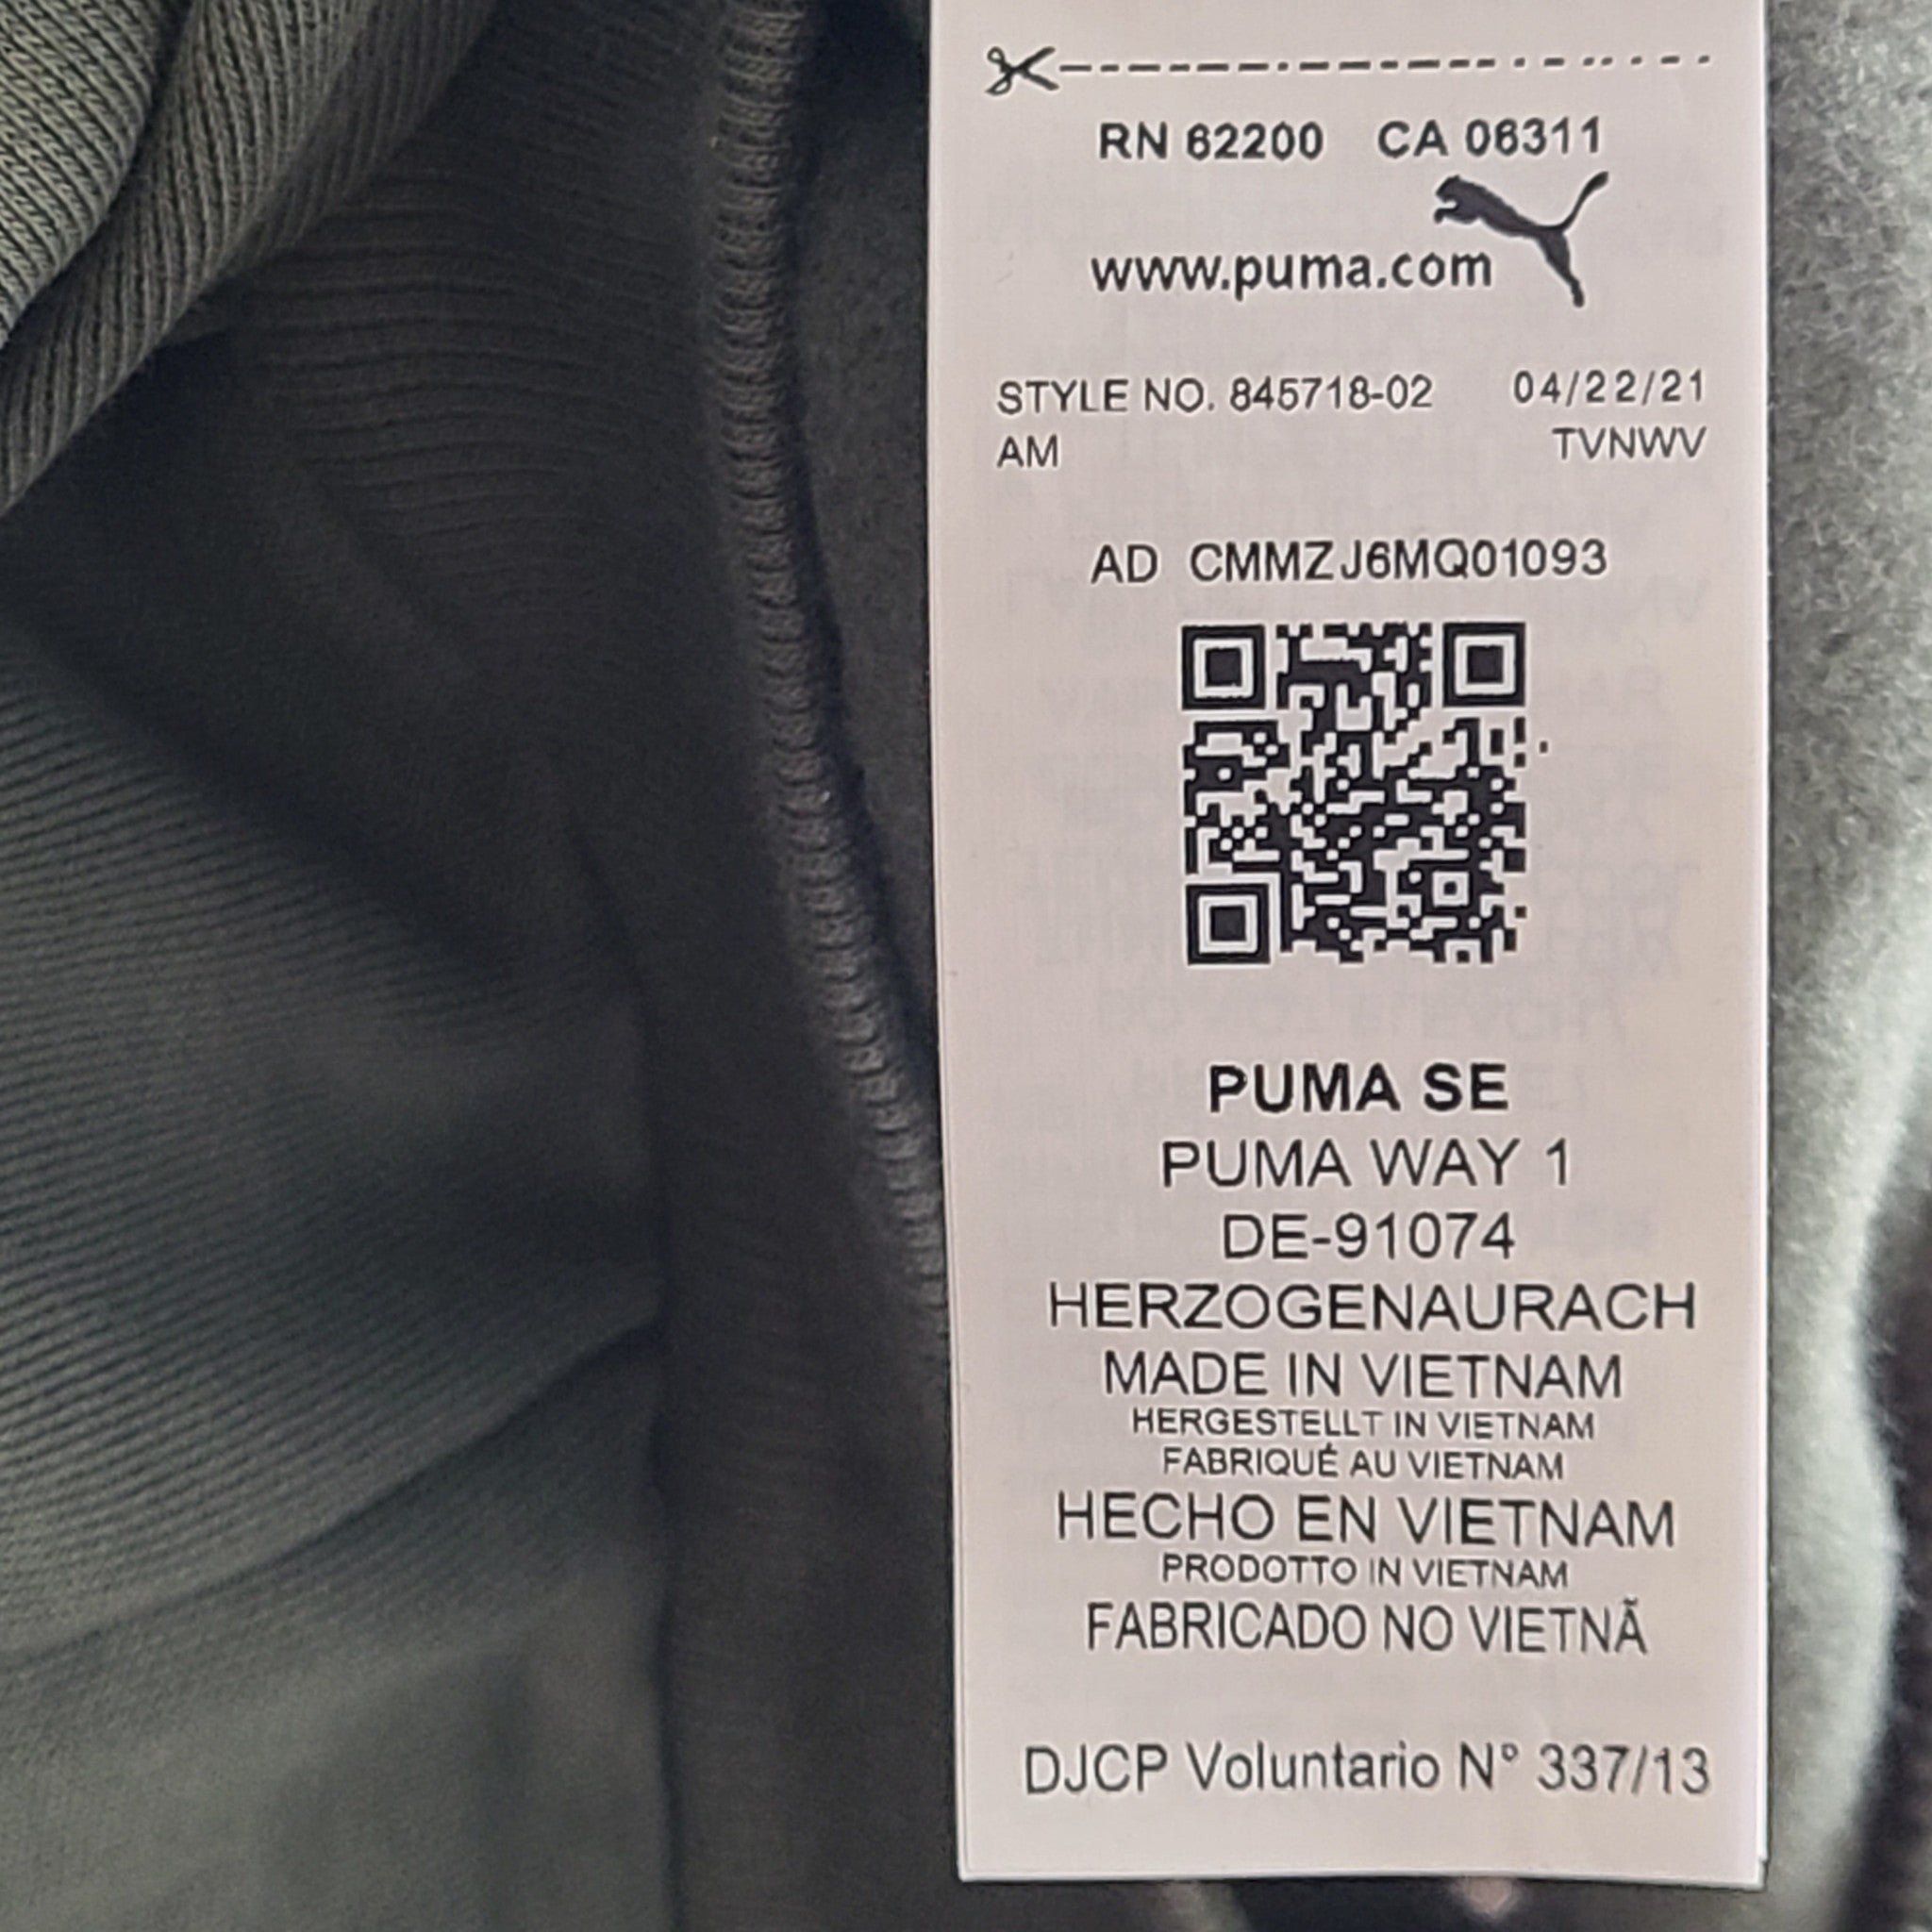 RN 62200 CA 06311
www.puma.com
STYLE NO. 845718-02 04/22/21
AM TVNWV
AD CMMZJ6MQ01093
PUMA SE
PUMA WAY 1
DE-91074
HERZOGENAURACH
MADE IN VIETNAM
HERGESTELLT IN VIETNAM
FABRIQUÉ AU VIETNAM
HECHO EN VIETNAM
PRODOTTO IN VIETNAM
FABRICADO NO VIETNÃ
DJCP Voluntario N° 337/13